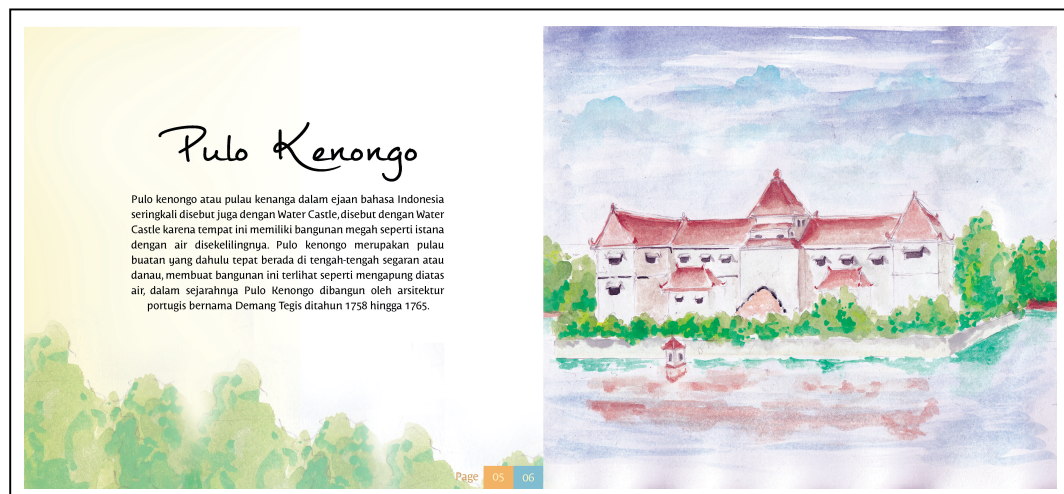 Pulo Kenongo
Pulo kenongo atau pulau kenanga dalam ejaan bahasa Indonesia
seringkali disebut juga dengan Water Castle, disebut dengan Water
Castle karena tempat ini memiliki bangunan megah seperti istana
dengan air disekelilingnya. Pulo kenongo merupakan pulau
buatan yang dahulu tepat berada di tengah-tengah segaran atau
danau, membuat bangunan ini terlihat seperti mengapung diatas
air, dalam sejarahnya Pulo Kenongo dibangun oleh arsitektur
portugis bernama Demang Tegis ditahun 1758 hingga 1765.
Page 05 06